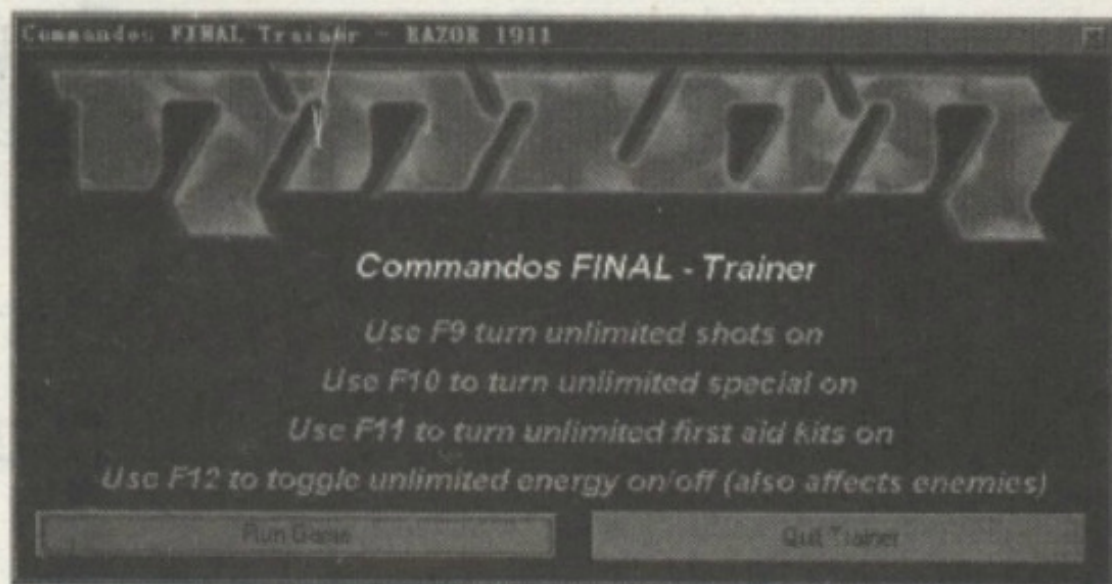 Commandos FINAL Trainer - RAZOR 1911
Commandos FINAL - Trainer
Use F9 turn unlimited shots on
Use F10 to turn unlimited special on
Use F11 to turn unlimited first aid kits on
Use F12 to toggle unlimited energy on/off (also affects enemies)
Run Game
Quit Trainer